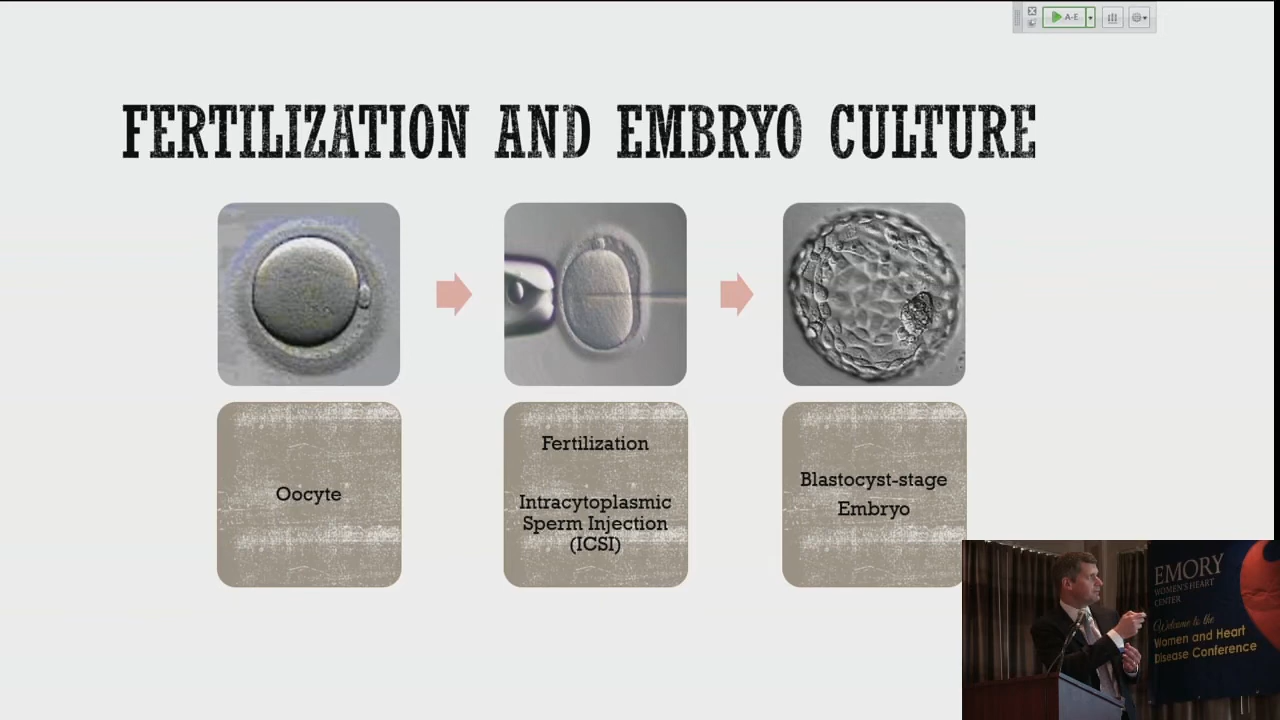 A-E
FERTILIZATION AND EMBRYO CULTURE
Oocyte
Fertilization
Intracytoplasmic
Sperm Injection
(ICSI)
Blastocyst-stage
Embryo
EMORY
WOMEN'S HEART
CENTER
Welcome to the
Women and Heart
Disease Conference